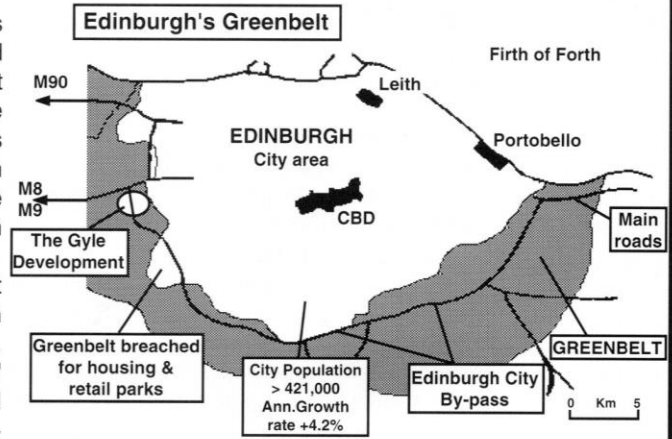 Edinburgh's Greenbelt
Firth of Forth
M90
Leith
EDINBURGH
City area
Portobello
M8
M9
CBD
The Gyle
Development
Main
roads
Greenbelt breached
for housing &
retail parks
City Population
> 421,000
Ann.Growth
rate +4.2%
Edinburgh City
By-pass
GREENBELT
0 Km 5